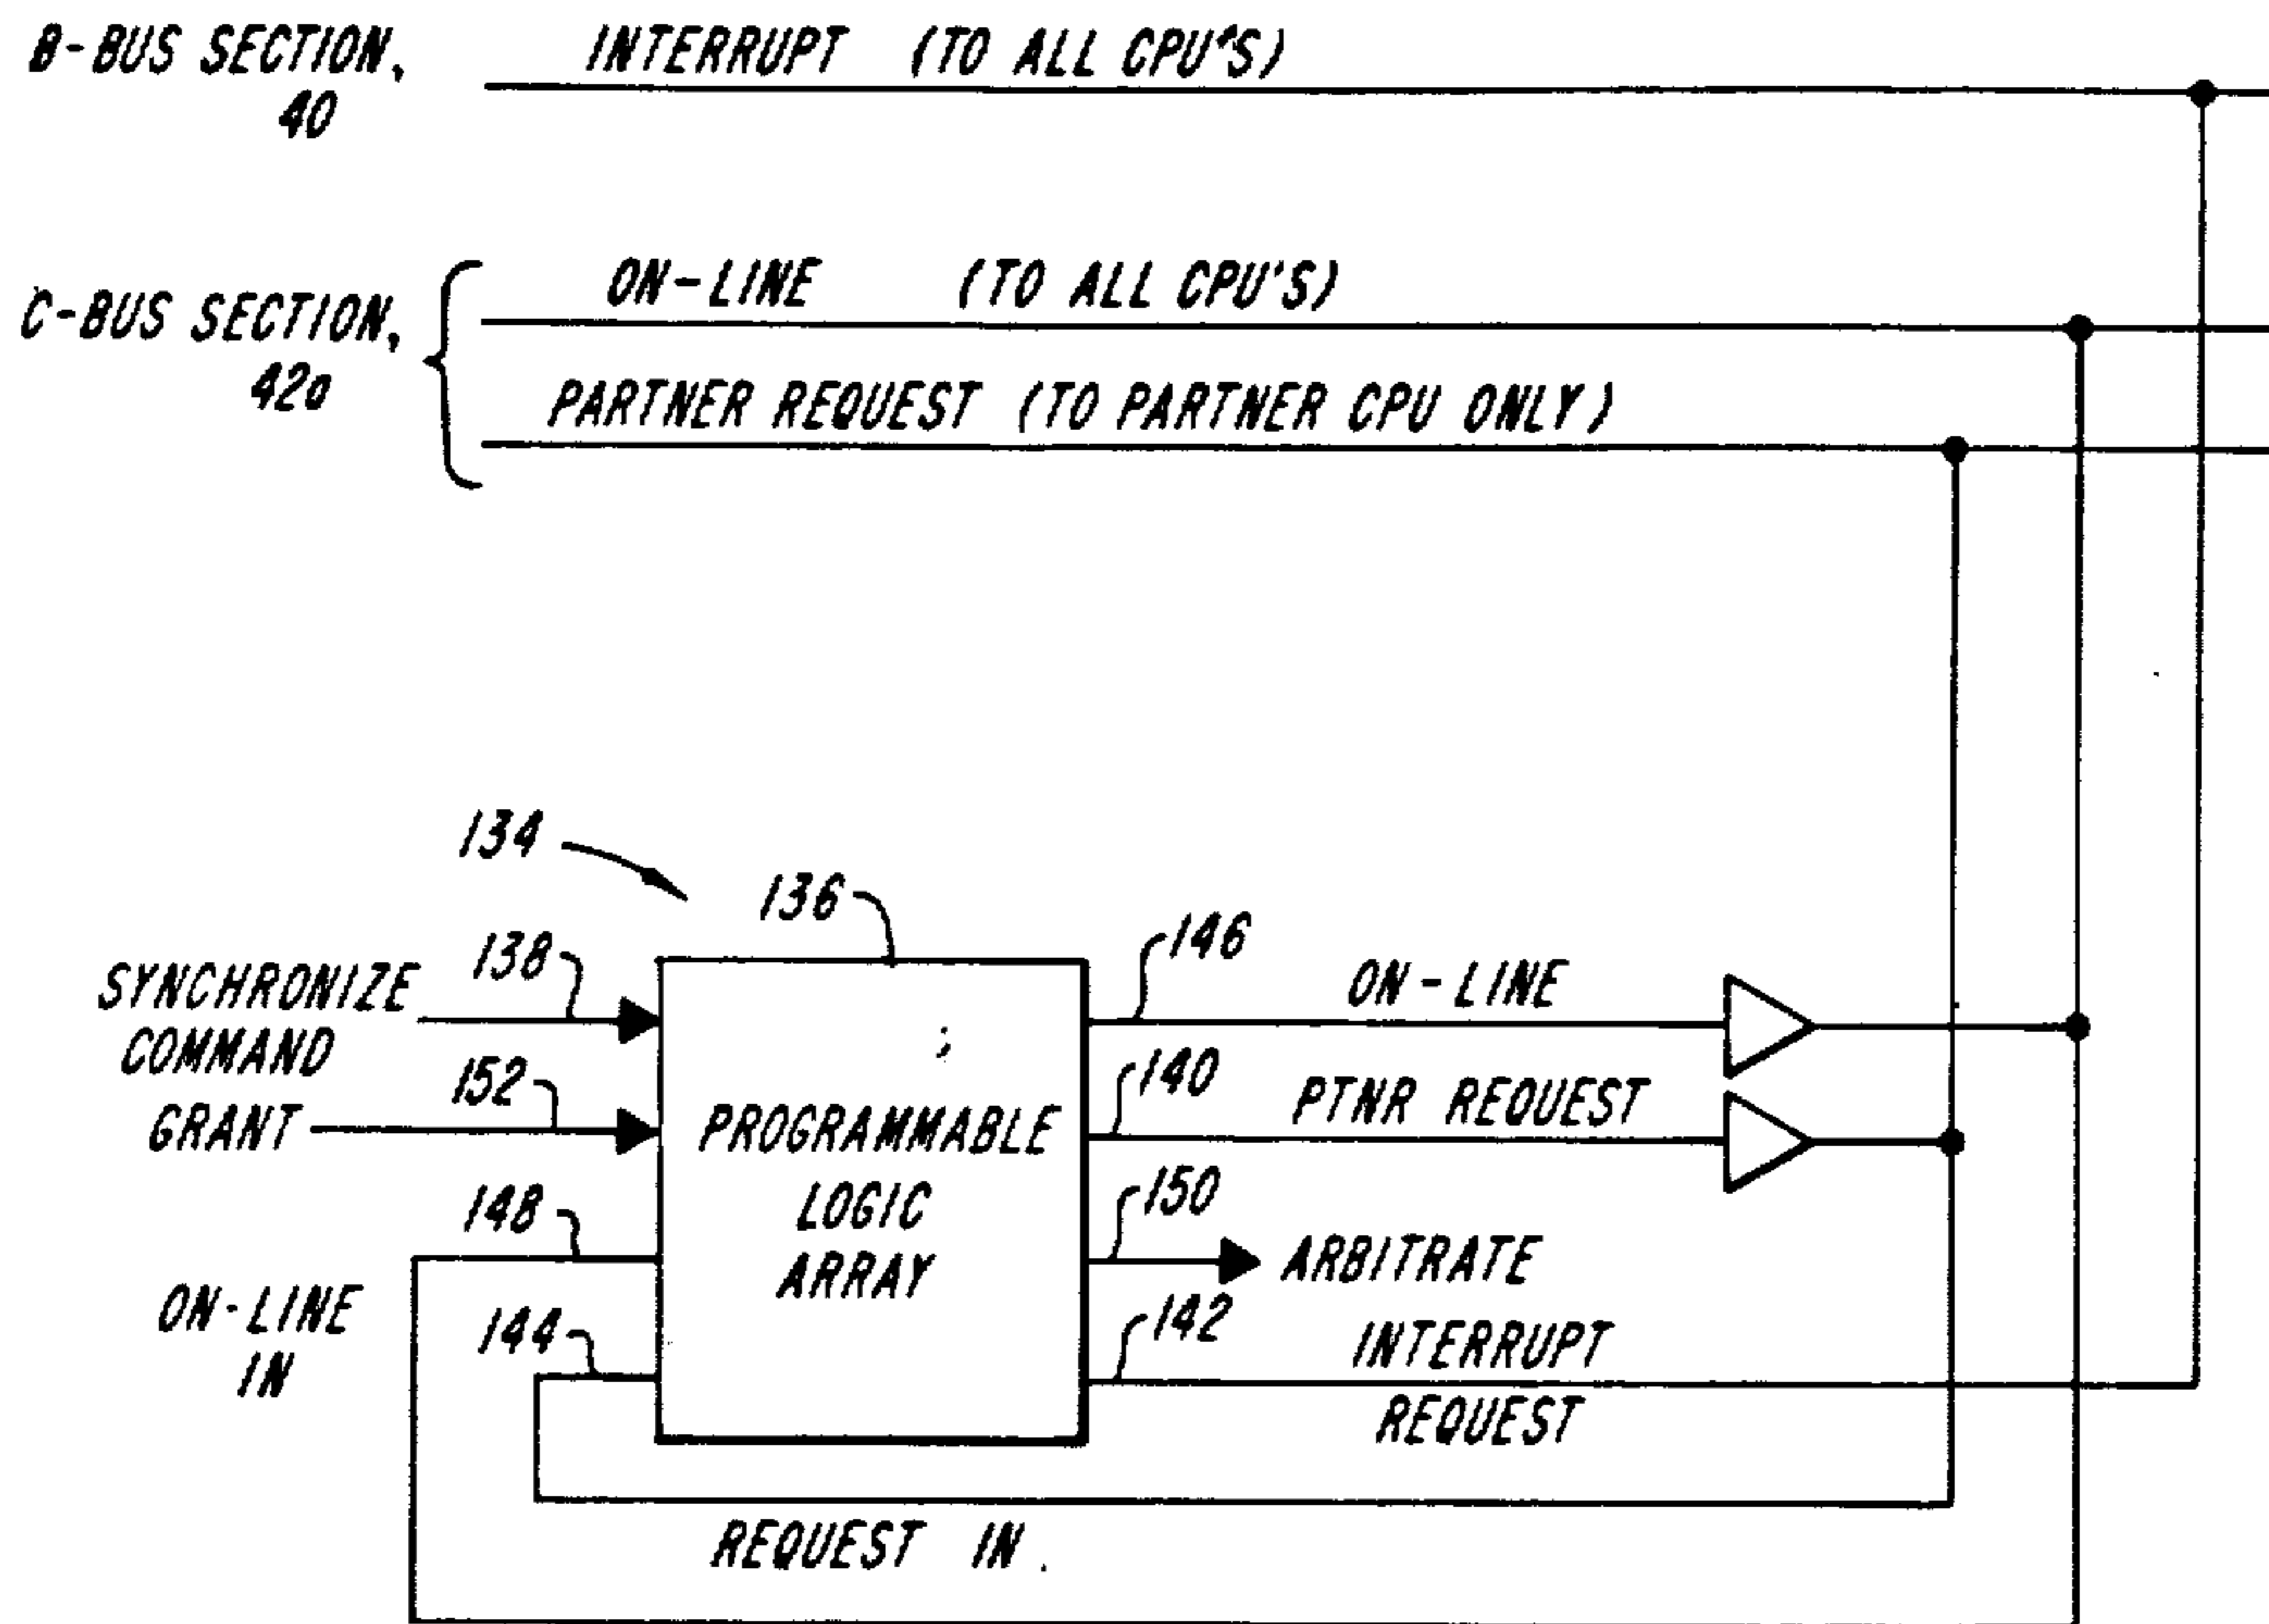 B-BUS SECTION,
40
INTERRUPT (TO ALL CPU'S)
C-BUS SECTION,
42a
ON-LINE (TO ALL CPU'S)
PARTNER REQUEST (TO PARTNER CPU ONLY)
134
136
138
SYNCHRONIZE
COMMAND
152
GRANT
148
ON-LINE
IN
144
PROGRAMMABLE
LOGIC
ARRAY
146
ON-LINE
140
PTNR REQUEST
150
ARBITRATE
142
INTERRUPT
REQUEST
REQUEST IN.